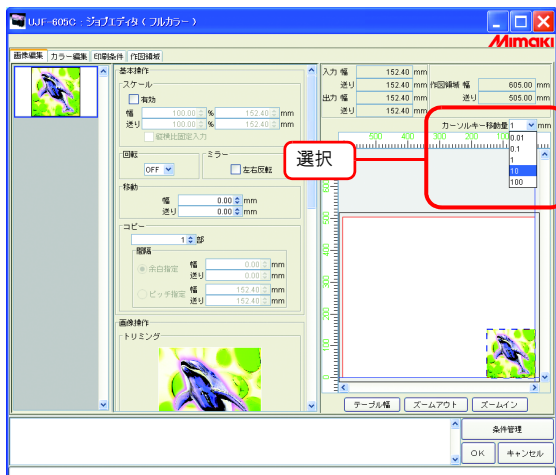 UJF-605C : ジョブエディタ ( フルカラー )
Mimaki
画像編集 カラー編集 印刷条件 作図領域
基本操作
スケール
有効
幅 100.00 % 152.40 mm
送り 100.00 % 152.40 mm
縦横比固定入力
回転
OFF
ミラー
左右反転
移動
幅 0.00 mm
送り 0.00 mm
コピー
1 部
間隔
余白指定 幅 0.00 mm
送り 0.00 mm
ピッチ指定 幅 152.40 mm
送り 152.40 mm
画像操作
トリミング
入力 幅 152.40 mm
送り 152.40 mm
出力 幅 152.40 mm
送り 152.40 mm
作図領域 幅 605.00 mm
送り 505.00 mm
カーソルキー移動量 1 mm
0.01
0.1
1
10
100
選択
500 400 300 200 100
テーブル幅 ズームアウト ズームイン
条件管理
OK キャンセル